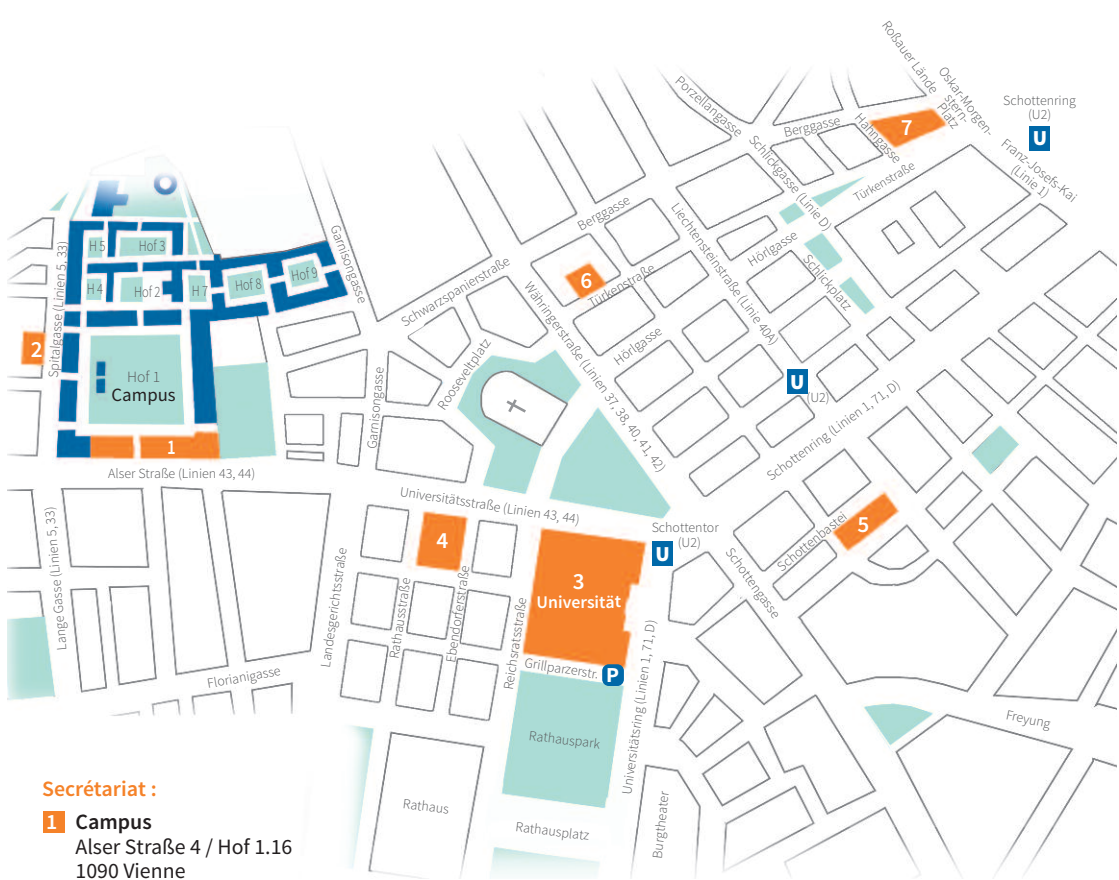 Roßauer Lände
Oskar-Morgen-
stern-
Platz
Schottenring
(U2)
U
Franz-Josefs-Kai
(Linie 1)
Porzellangasse
Berggasse
Hahngasse
7
Schlickgasse (Linie D)
Türkenstraße
Berggasse
Liechtensteinstraße (Linie 40A)
Hörlgasse
Schlickplatz
Garnisongasse
H 5
Hof 3
H 4
Hof 2
H 7
Hof 8
Hof 9
Spitalgasse (Linien 5, 33)
2
Schwarzspanierstraße
6
Türkenstraße
Währingerstraße (Linien 37, 38, 40, 41, 42)
Hörlgasse
Rooseveltplatz
Garnisongasse
Hof 1
Campus
U
(U2)
Schottenring (Linien 1, 71, D)
1
Alser Straße (Linien 43, 44)
Universitätsstraße (Linien 43, 44)
Lange Gasse (Linien 5, 33)
Landesgerichtsstraße
4
Rathausstraße
Ebendorferstraße
Reichsratsstraße
3
Universität
Schottentor
(U2)
U
5
Schottenbastei
Schottengasse
Grillparzerstr.
P
Florianigasse
Universitätsring (Linien 1, 71, D)
Freyung
Rathauspark
Rathaus
Rathausplatz
Burgtheater
Secrétariat :
1 Campus
Alser Straße 4 / Hof 1.16
1090 Vienne